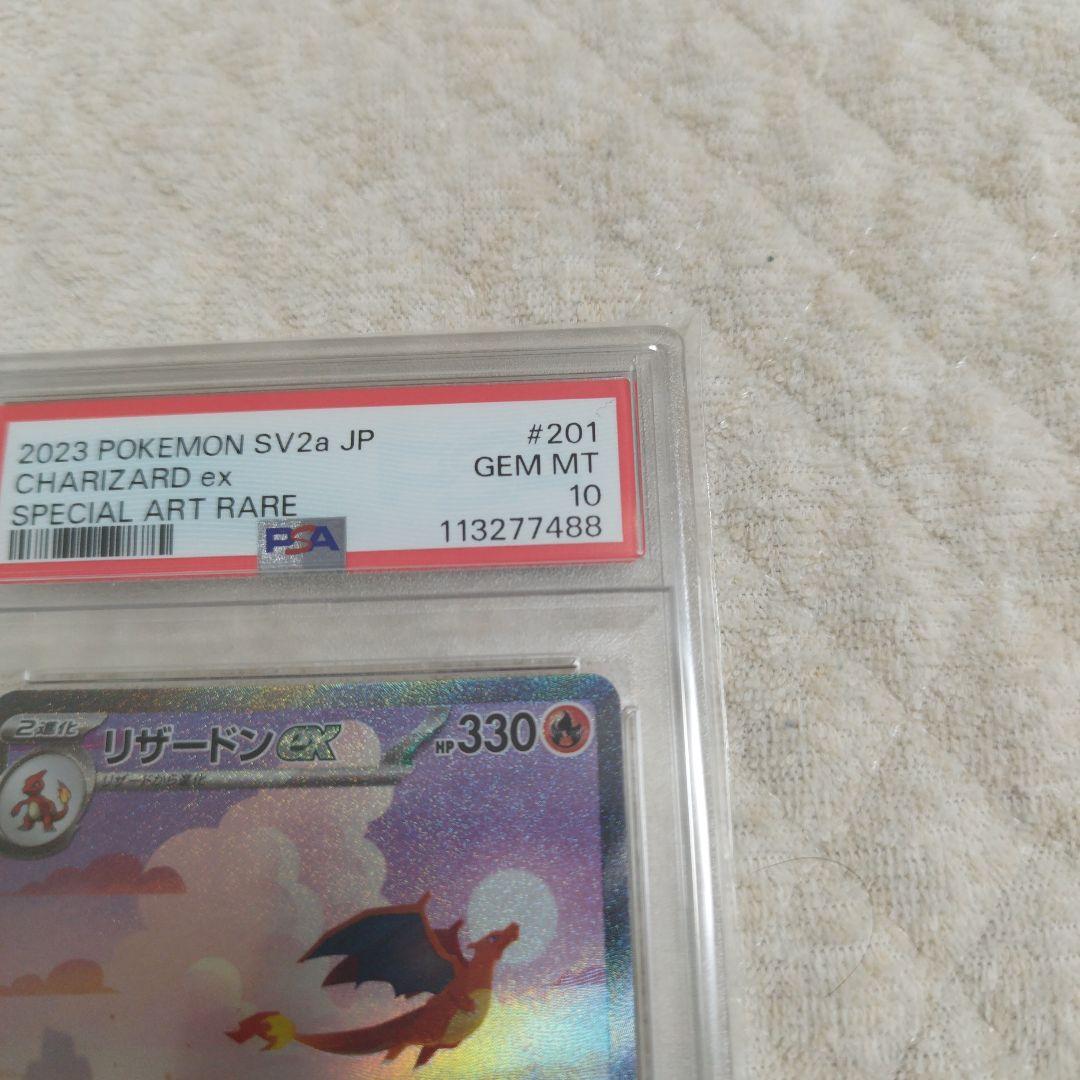 2023 POKEMON SV2a JP #201
CHARIZARD ex GEM MT
SPECIAL ART RARE 10
PSA 113277488
2進化 リザードンex HP330
リザードから進化